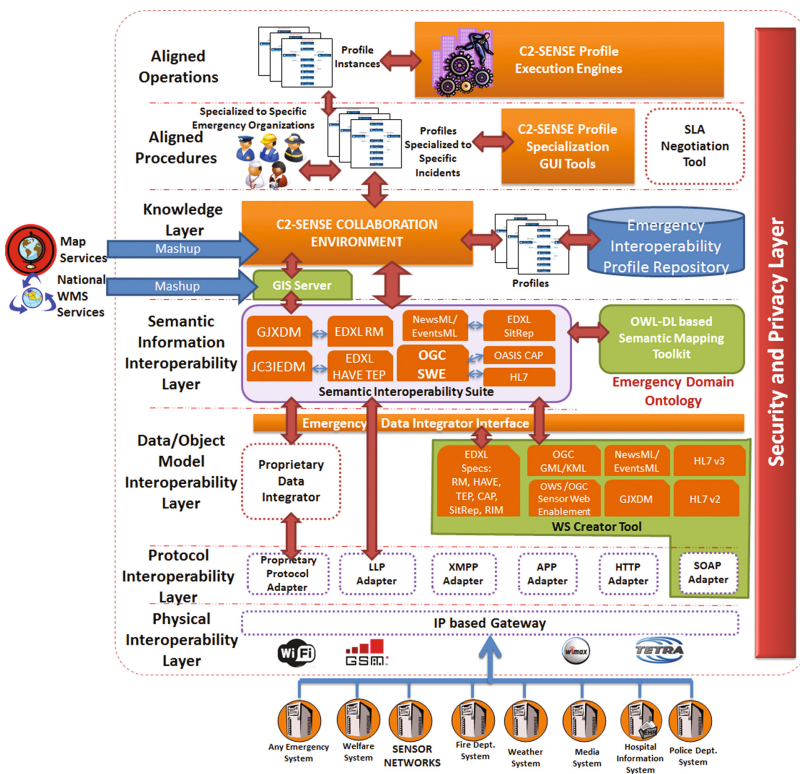 Aligned
Operations
Profile
Instances
C2-SENSE Profile
Execution Engines
Specialized to Specific
Emergency Organizations
Aligned
Procedures
Profiles
Specialized to
Specific
Incidents
C2-SENSE Profile
Specialization
GUI Tools
SLA
Negotiation
Tool
Knowledge
Layer
C2-SENSE COLLABORATION
ENVIRONMENT
Profiles
Emergency
Interoperability
Profile Repository
Map
Services
Mashup
National
WMS
Services
Mashup
GIS Server
Semantic
Information
Interoperability
Layer
GJXDM
EDXL RM
NewsML/
EventsML
EDXL
SitRep
JC3IEDM
EDXL
HAVE TEP
OGC
SWE
OASIS CAP
HL7
Semantic Interoperability Suite
OWL-DL based
Semantic Mapping
Toolkit
Emergency Domain
Ontology
Emergency Data Integrator Interface
Data/Object
Model
Interoperability
Layer
Proprietary
Data
Integrator
EDXL
Specs:
RM, HAVE,
TEP, CAP,
SitRep, RIM
OGC
GML/KML
NewsML/
EventsML
HL7 v3
OWS /OGC
Sensor Web
Enablement
GJXDM
HL7 v2
WS Creator Tool
Protocol
Interoperability
Layer
Proprietary
Protocol
Adapter
LLP
Adapter
XMPP
Adapter
APP
Adapter
HTTP
Adapter
SOAP
Adapter
Physical
Interoperability
Layer
IP based Gateway
WiFi
GSM
wimax
TETRA
Any Emergency
System
Welfare
System
SENSOR
NETWORKS
Fire Dept.
System
Weather
System
Media
System
Hospital
Information
System
Police Dept.
System
Security and Privacy Layer